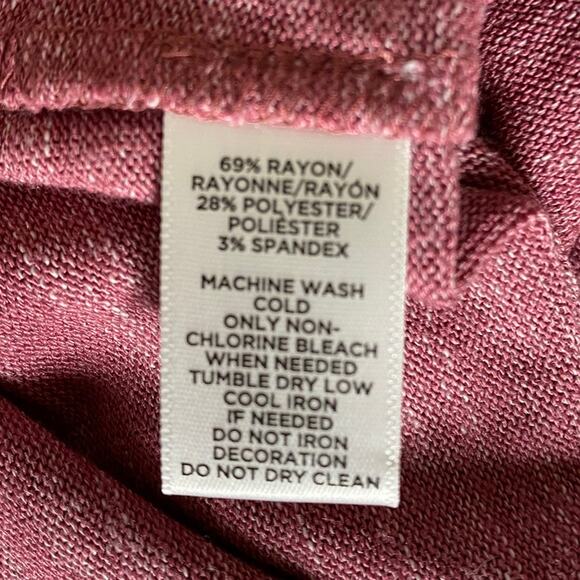 69% RAYON/
RAYONNE/RAYÓN
28% POLYESTER/
POLIÉSTER
3% SPANDEX
MACHINE WASH
COLD
ONLY NON-
CHLORINE BLEACH
WHEN NEEDED
TUMBLE DRY LOW
COOL IRON
IF NEEDED
DO NOT IRON
DECORATION
DO NOT DRY CLEAN